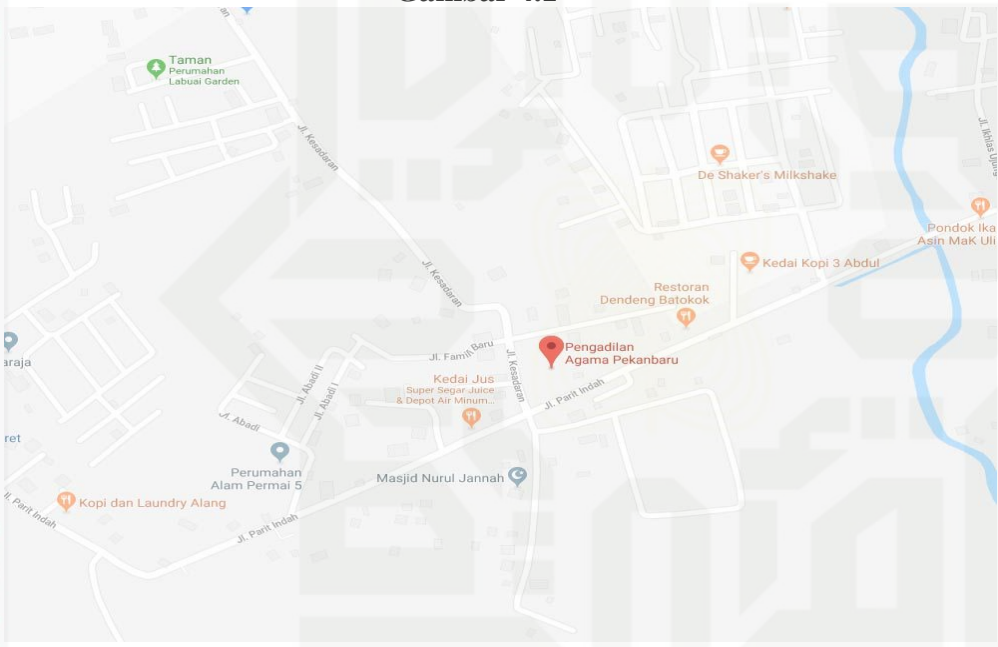 Taman
Perumahan
Labuai Garden
Jl. Kesadaran
De Shaker's Milkshake
Jl. Ikhlas Ujung
Pondok Ika
Asin MaK Uli
Jl. Kesadaran
Kedai Kopi 3 Abdul
Restoran
Dendeng Batokok
araja
Jl. Family Baru
Pengadilan
Agama Pekanbaru
Jl. Kesadaran
Kedai Jus
Super Segar Juice
& Depot Air Minum...
Jl. Abadi II
Jl. Abadi I
Jl. Parit Indah
Jl. Abadi
ret
Perumahan
Alam Permai 5
Masjid Nurul Jannah
Kopi dan Laundry Alang
Jl. Parit Indah
Jl. Parit Indah